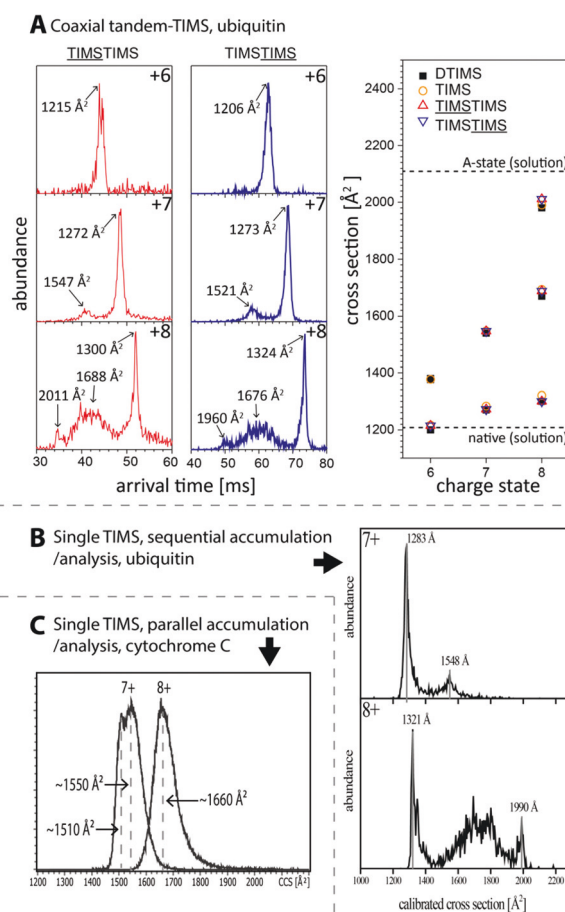 A Coaxial tandem-TIMS, ubiquitin
TIMSTIMS
TIMSTIMS
+6
1215 Å²
+7
1272 Å²
1547 Å²
+8
1300 Å²
1688 Å²
2011 Å²
30 40 50 60
+6
1206 Å²
+7
1273 Å²
1521 Å²
+8
1324 Å²
1676 Å²
1960 Å²
40 50 60 70 80
abundance
arrival time [ms]
DTIMS
TIMS
TIMSTIMS
TIMSTIMS
A-state (solution)
native (solution)
2400
2200
2000
1800
1600
1400
1200
cross section [Å²]
6 7 8
charge state
B Single TIMS, sequential accumulation
/analysis, ubiquitin
7+
1283 Å
1548 Å
abundance
8+
1321 Å
1990 Å
abundance
1000 1200 1400 1600 1800 2000 2200
calibrated cross section [Å²]
C Single TIMS, parallel accumulation
/analysis, cytochrome C
7+ 8+
~1550 Å²
~1660 Å²
~1510 Å²
1200 1300 1400 1500 1600 1700 1800 1900 2000 CCS [Å²]